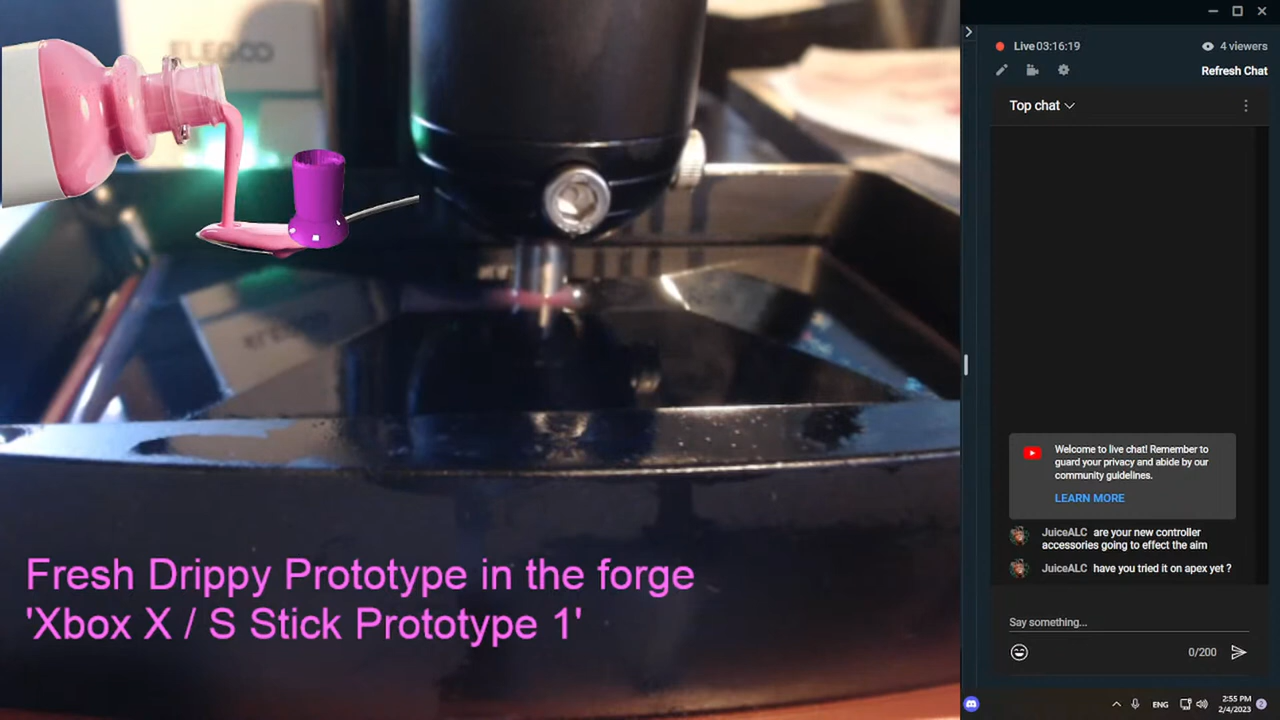 ELEGOO
Live 03:16:19
4 viewers
Refresh Chat
Top chat
Welcome to live chat! Remember to
guard your privacy and abide by our
community guidelines.
LEARN MORE
JuiceALC are your new controller
accessories going to effect the aim
JuiceALC have you tried it on apex yet ?
Say something...
0/200
Fresh Drippy Prototype in the forge
'Xbox X / S Stick Prototype 1'
ENG
2:55 PM
2/4/2023
2